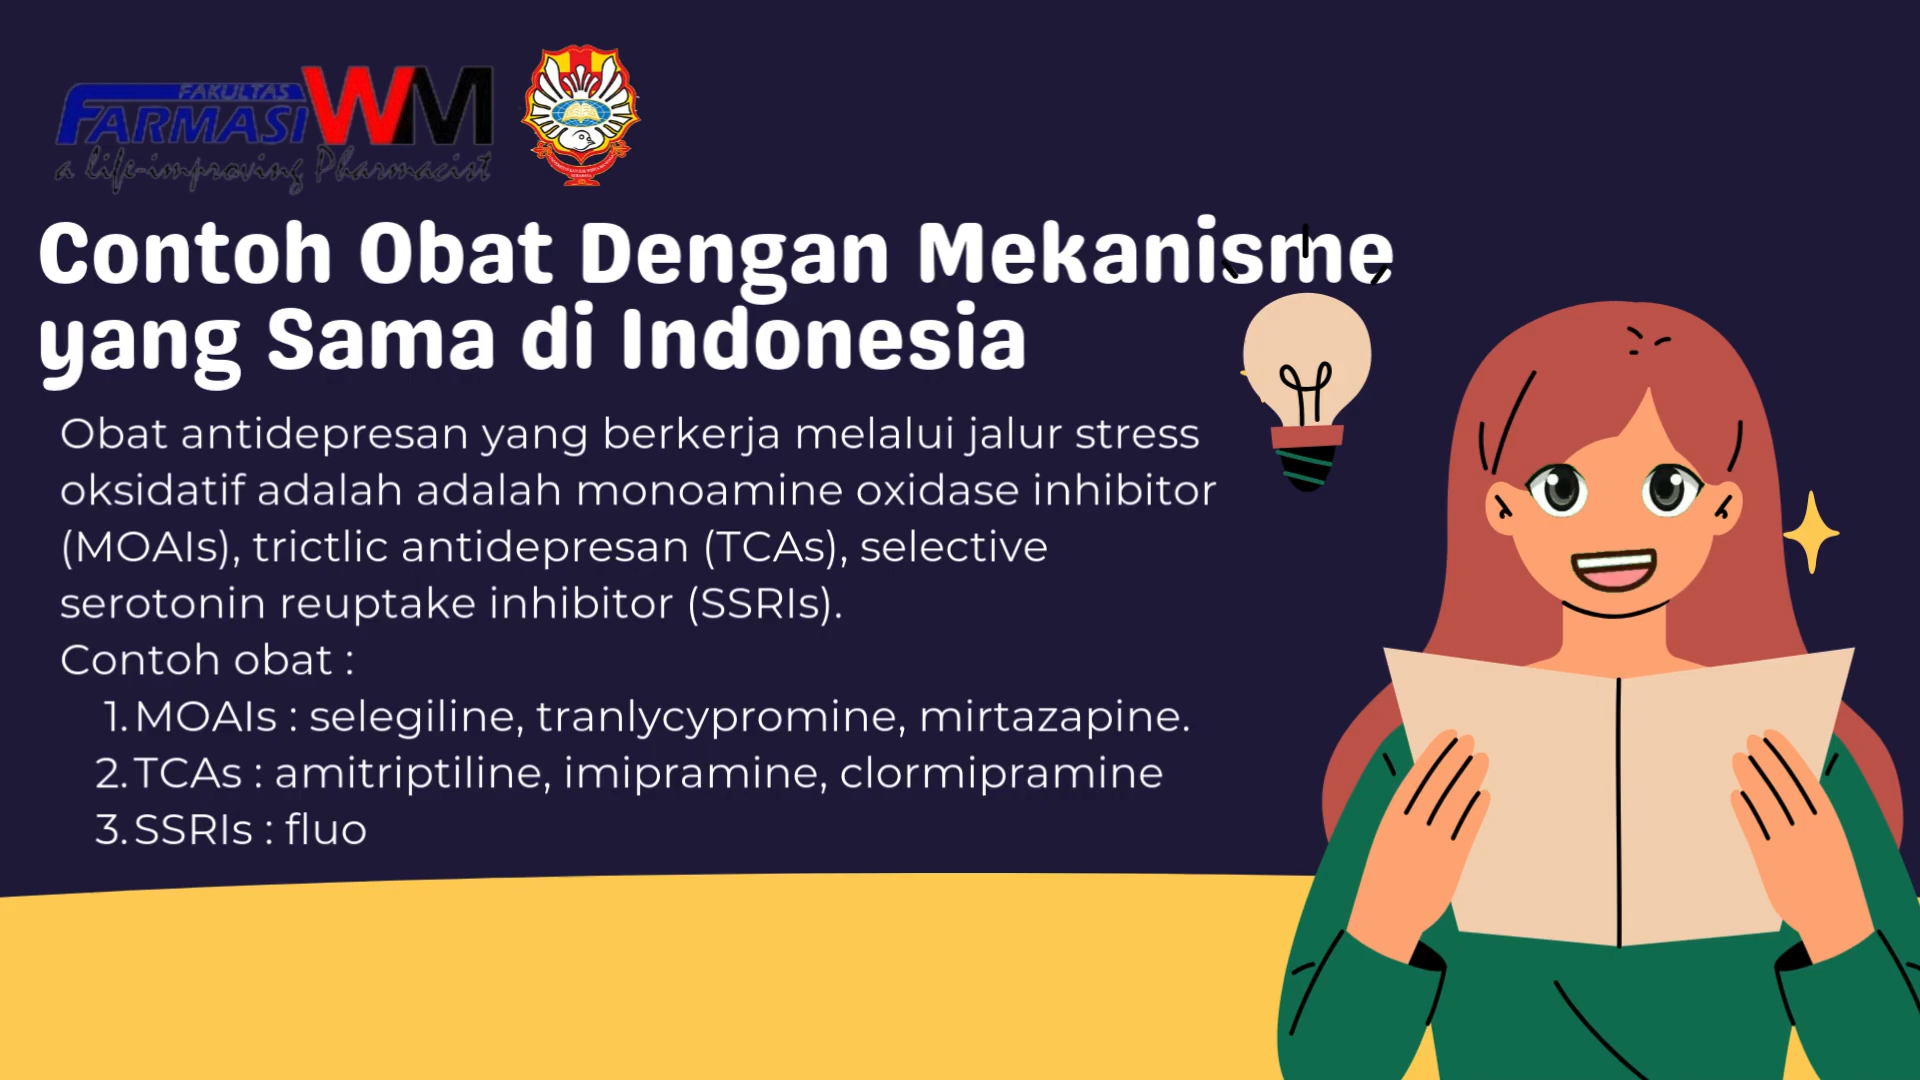 FAKULTAS
FARMASI WM
a life-improving Pharmacist
Contoh Obat Dengan Mekanisme
yang Sama di Indonesia
Obat antidepresan yang berkerja melalui jalur stress
oksidatif adalah adalah monoamine oxidase inhibitor
(MOAIs), trictlic antidepresan (TCAs), selective
serotonin reuptake inhibitor (SSRIs).
Contoh obat :
1. MOAIs : selegiline, tranlycypromine, mirtazapine.
2. TCAs : amitriptiline, imipramine, clormipramine
3. SSRIs : fluo